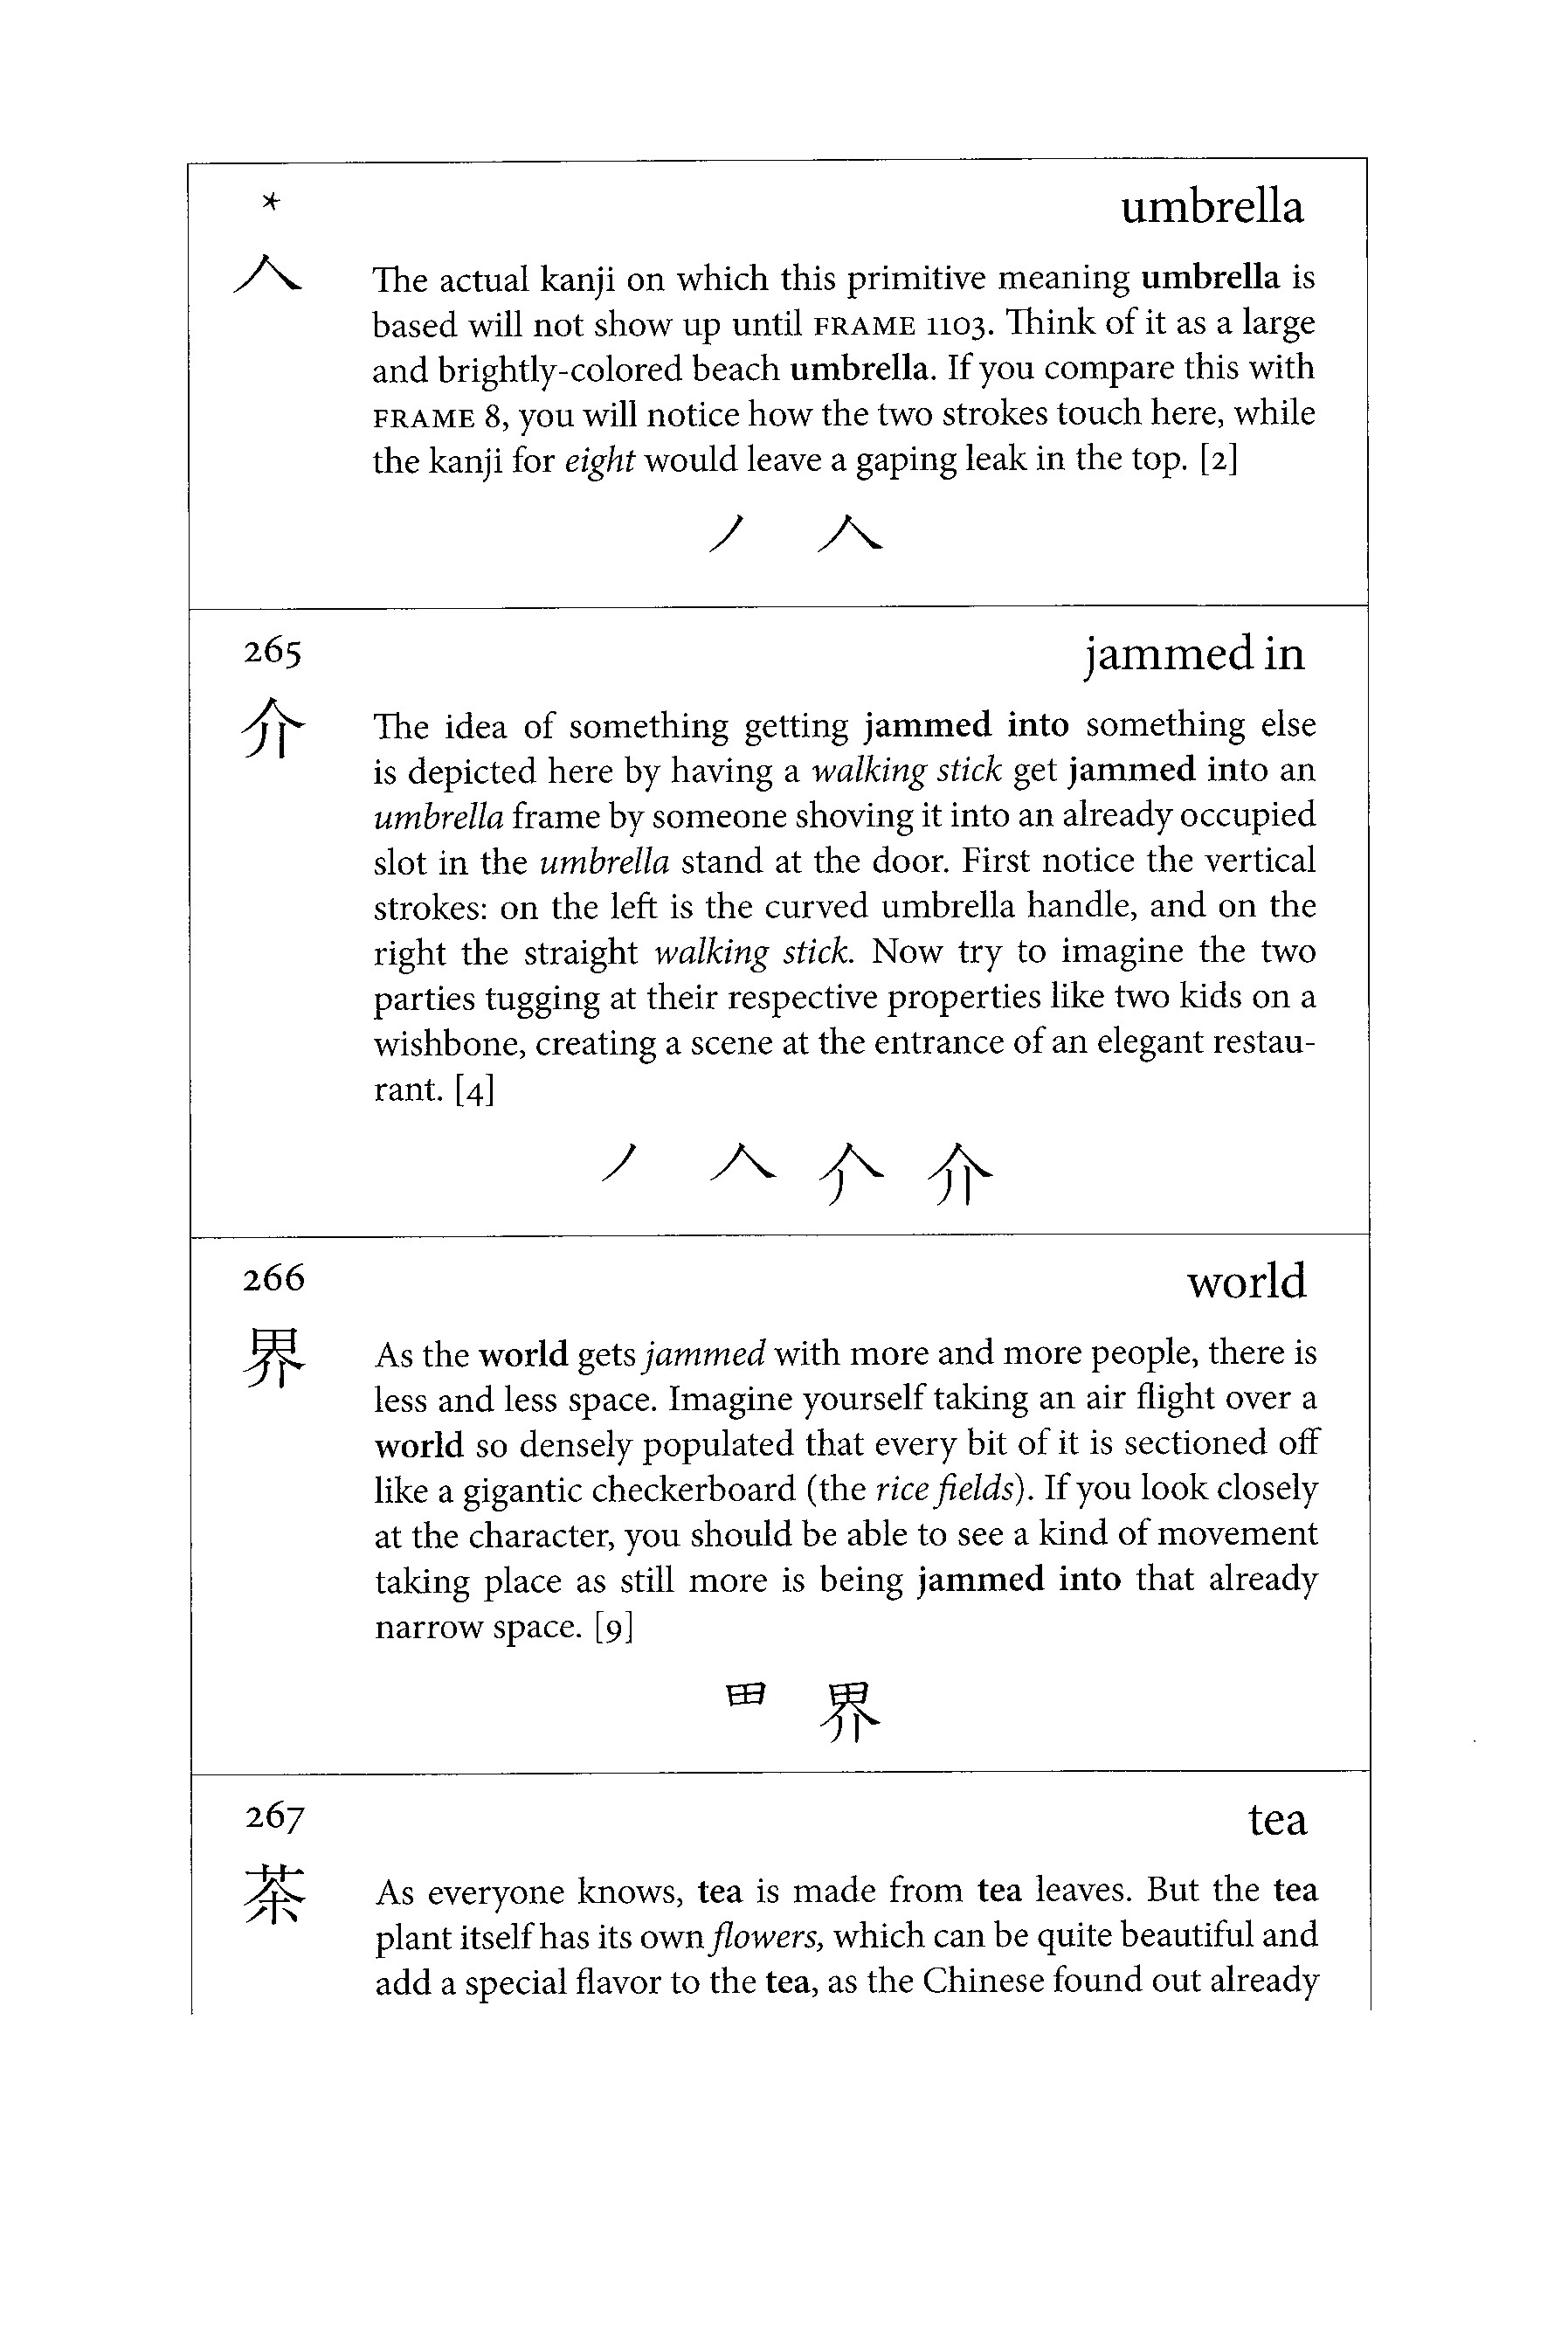 * umbrella
𠆢 The actual kanji on which this primitive meaning umbrella is
based will not show up until FRAME 1103. Think of it as a large
and brightly-colored beach umbrella. If you compare this with
FRAME 8, you will notice how the two strokes touch here, while
the kanji for eight would leave a gaping leak in the top. [2]
丿 𠆢
265 jammed in
介 The idea of something getting jammed into something else
is depicted here by having a walking stick get jammed into an
umbrella frame by someone shoving it into an already occupied
slot in the umbrella stand at the door. First notice the vertical
strokes: on the left is the curved umbrella handle, and on the
right the straight walking stick. Now try to imagine the two
parties tugging at their respective properties like two kids on a
wishbone, creating a scene at the entrance of an elegant restau-
rant. [4]
丿 𠆢 个 介
266 world
界 As the world gets jammed with more and more people, there is
less and less space. Imagine yourself taking an air flight over a
world so densely populated that every bit of it is sectioned off
like a gigantic checkerboard (the rice fields). If you look closely
at the character, you should be able to see a kind of movement
taking place as still more is being jammed into that already
narrow space. [9]
田 界
267 tea
茶 As everyone knows, tea is made from tea leaves. But the tea
plant itself has its own flowers, which can be quite beautiful and
add a special flavor to the tea, as the Chinese found out already